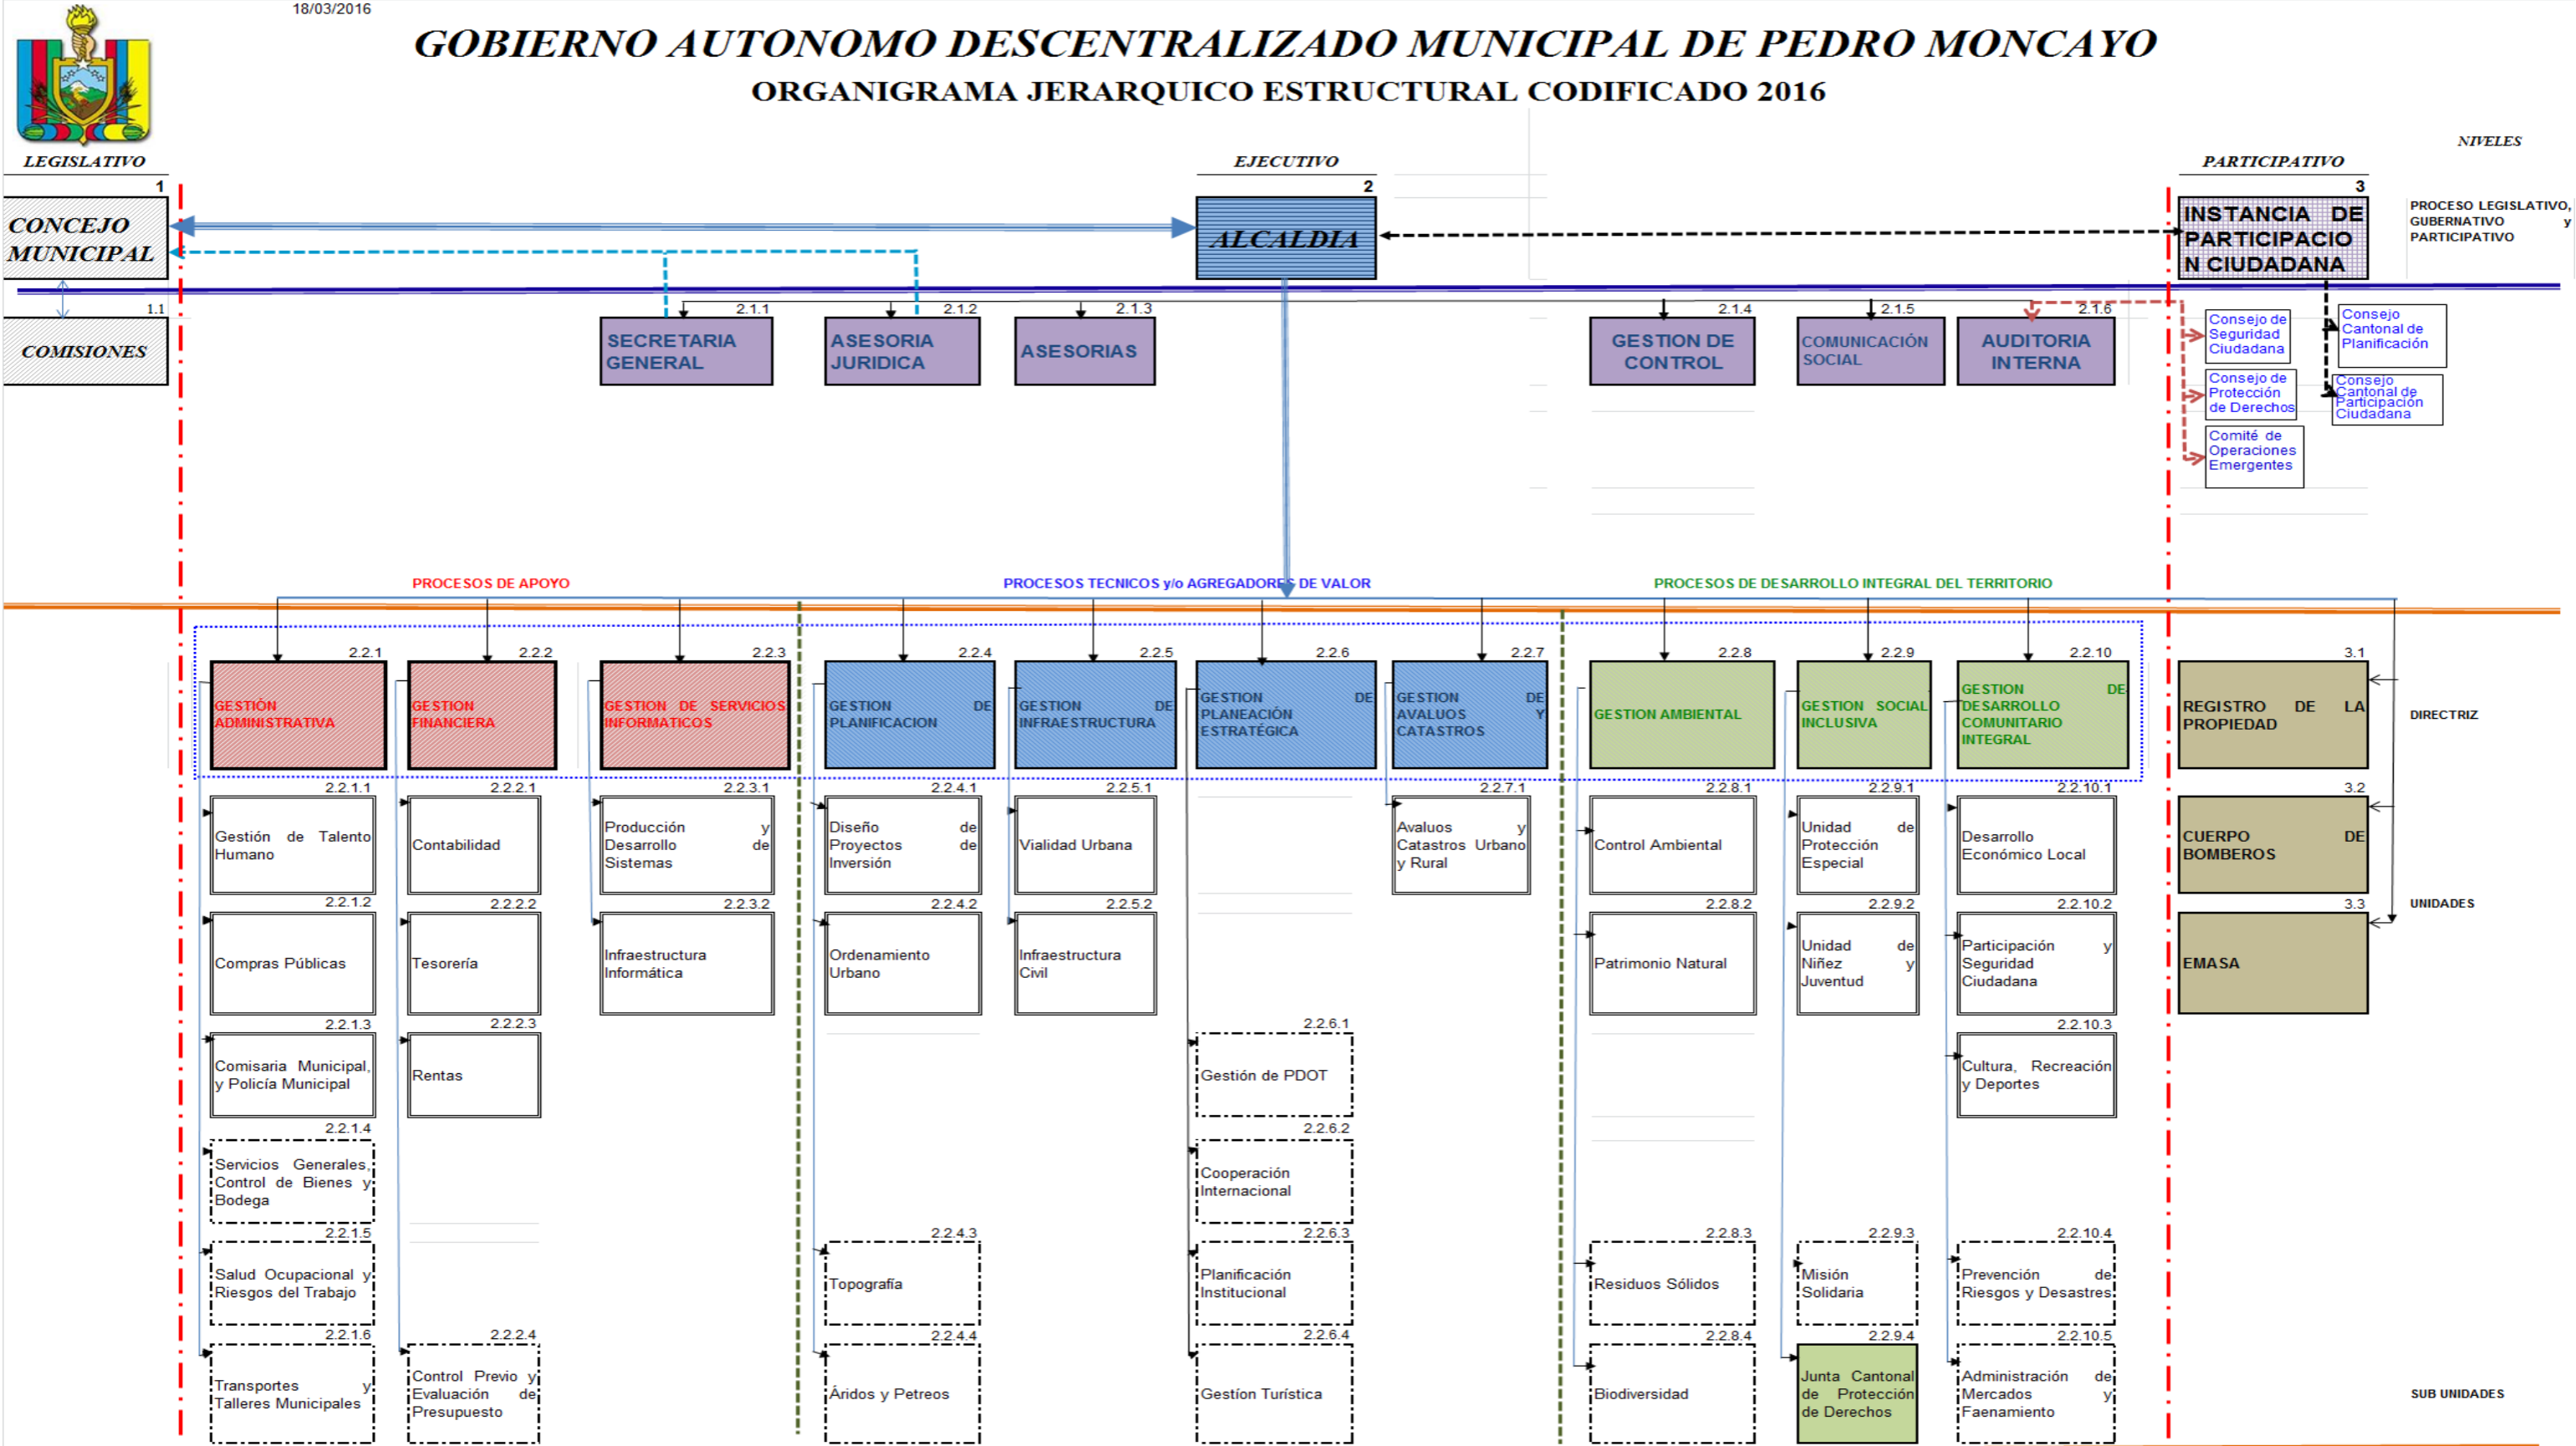 18/03/2016
GOBIERNO AUTONOMO DESCENTRALIZADO MUNICIPAL DE PEDRO MONCAYO
ORGANIGRAMA JERARQUICO ESTRUCTURAL CODIFICADO 2016
NIVELES
LEGISLATIVO
EJECUTIVO
PARTICIPATIVO
1
CONCEJO
MUNICIPAL
2
ALCALDIA
3
INSTANCIA DE
PARTICIPACIO
N CIUDADANA
PROCESO LEGISLATIVO,
GUBERNATIVO y
PARTICIPATIVO
1.1
COMISIONES
2.1.1
SECRETARIA
GENERAL
2.1.2
ASESORIA
JURIDICA
2.1.3
ASESORIAS
2.1.4
GESTION DE
CONTROL
2.1.5
COMUNICACIÓN
SOCIAL
2.1.6
AUDITORIA
INTERNA
Consejo de
Seguridad
Ciudadana
Consejo
Cantonal de
Planificación
Consejo de
Protección
de Derechos
Consejo
Cantonal de
Participación
Ciudadana
Comité de
Operaciones
Emergentes
PROCESOS DE APOYO
PROCESOS TECNICOS y/o AGREGADORES DE VALOR
PROCESOS DE DESARROLLO INTEGRAL DEL TERRITORIO
2.2.1
GESTIÓN
ADMINISTRATIVA
2.2.2
GESTION
FINANCIERA
2.2.3
GESTION DE SERVICIOS
INFORMATICOS
2.2.4
GESTION DE
PLANIFICACION
2.2.5
GESTION DE
INFRAESTRUCTURA
2.2.6
GESTION DE
PLANEACIÓN
ESTRATÉGICA
2.2.7
GESTION DE
AVALUOS Y
CATASTROS
2.2.8
GESTION AMBIENTAL
2.2.9
GESTION SOCIAL
INCLUSIVA
2.2.10
GESTION DE
DESARROLLO
COMUNITARIO
INTEGRAL
3.1
REGISTRO DE LA
PROPIEDAD
DIRECTRIZ
2.2.1.1
Gestión de Talento
Humano
2.2.2.1
Contabilidad
2.2.3.1
Producción y
Desarrollo de
Sistemas
2.2.4.1
Diseño de
Proyectos de
Inversión
2.2.5.1
Vialidad Urbana
2.2.7.1
Avaluos y
Catastros Urbano
y Rural
2.2.8.1
Control Ambiental
2.2.9.1
Unidad de
Protección
Especial
2.2.10.1
Desarrollo
Económico Local
3.2
CUERPO DE
BOMBEROS
UNIDADES
2.2.1.2
Compras Públicas
2.2.2.2
Tesorería
2.2.3.2
Infraestructura
Informática
2.2.4.2
Ordenamiento
Urbano
2.2.5.2
Infraestructura
Civil
2.2.8.2
Patrimonio Natural
2.2.9.2
Unidad de
Niñez y
Juventud
2.2.10.2
Participación y
Seguridad
Ciudadana
3.3
EMASA
2.2.1.3
Comisaria Municipal,
y Policía Municipal
2.2.2.3
Rentas
2.2.6.1
Gestión de PDOT
2.2.10.3
Cultura, Recreación
y Deportes
2.2.1.4
Servicios Generales,
Control de Bienes y
Bodega
2.2.6.2
Cooperación
Internacional
2.2.1.5
Salud Ocupacional y
Riesgos del Trabajo
2.2.4.3
Topografía
2.2.6.3
Planificación
Institucional
2.2.8.3
Residuos Sólidos
2.2.9.3
Misión
Solidaria
2.2.10.4
Prevención de
Riesgos y Desastres
2.2.1.6
Transportes y
Talleres Municipales
2.2.2.4
Control Previo y
Evaluación de
Presupuesto
2.2.4.4
Áridos y Petreos
2.2.6.4
Gestíon Turística
2.2.8.4
Biodiversidad
2.2.9.4
Junta Cantonal
de Protección
de Derechos
2.2.10.5
Administración de
Mercados y
Faenamiento
SUB UNIDADES